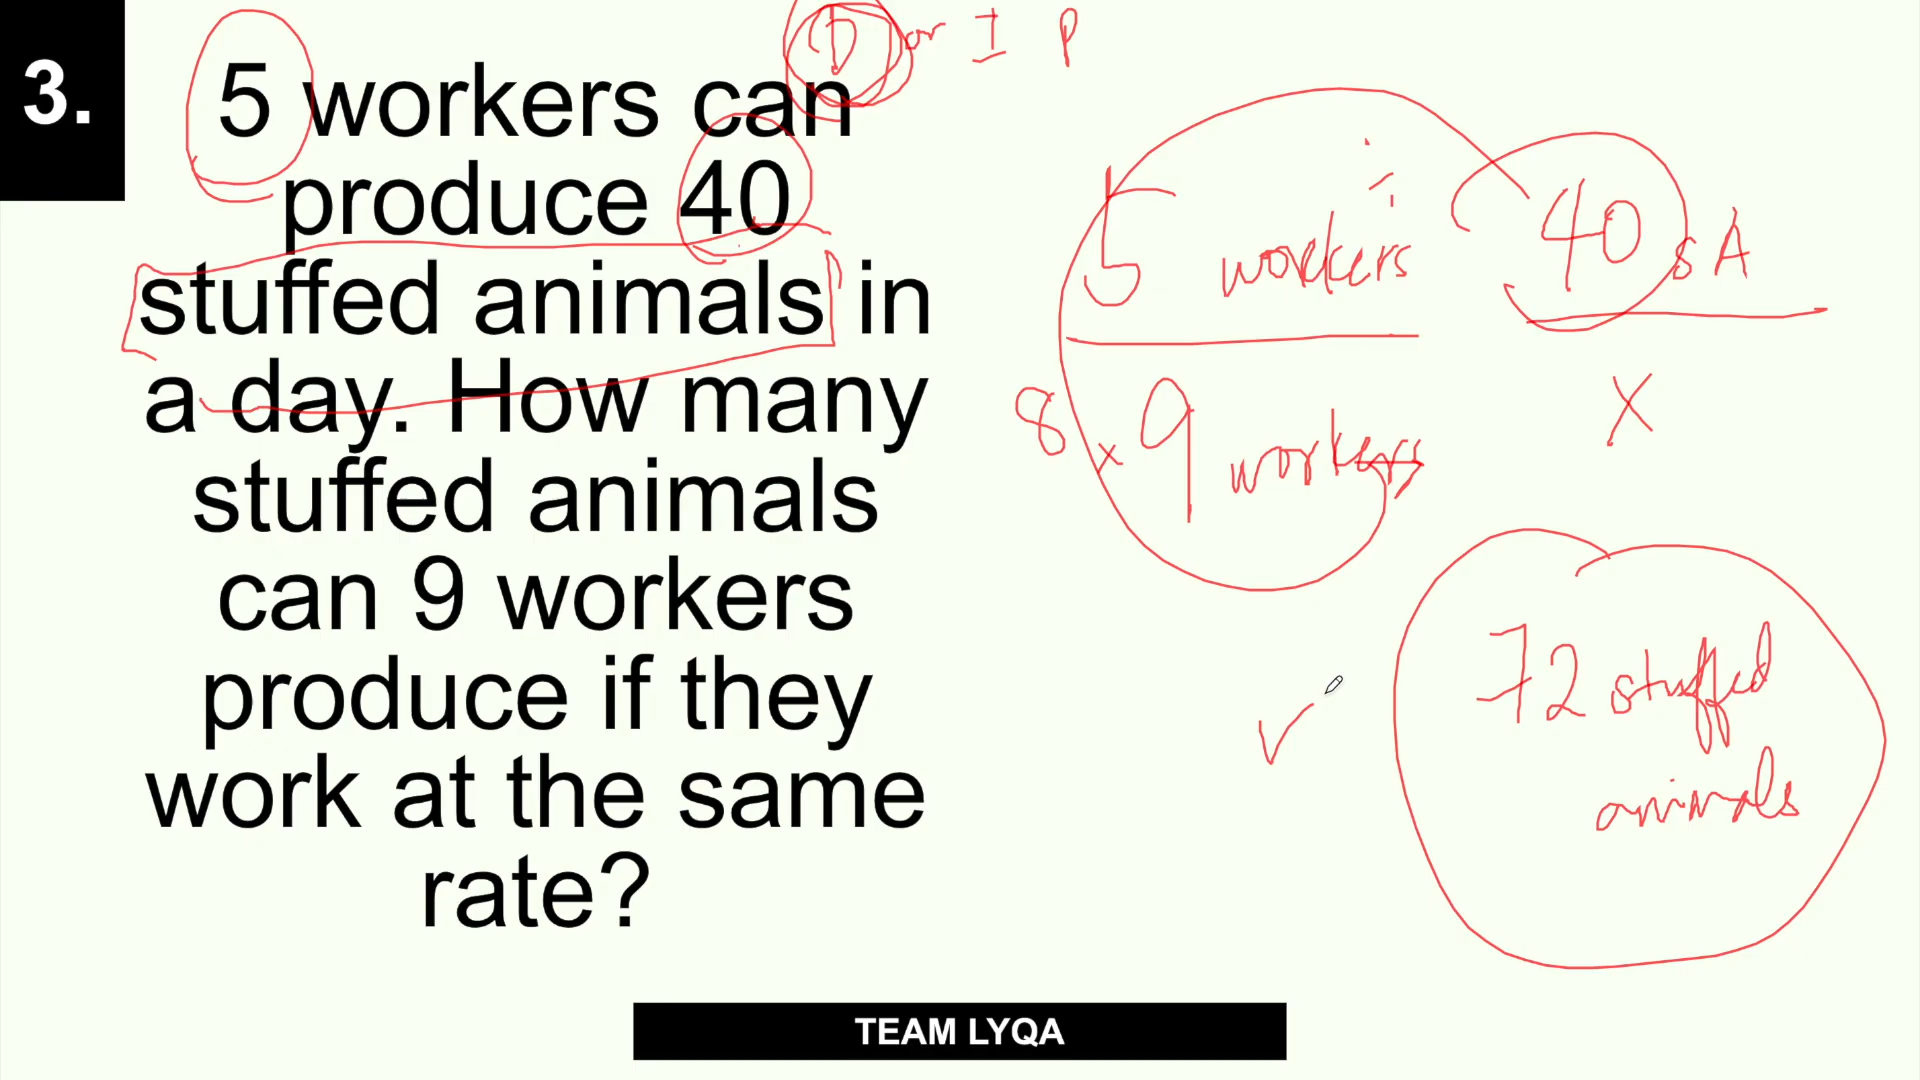 3.
5 workers can
produce 40
stuffed animals in
a day. How many
stuffed animals
can 9 workers
produce if they
work at the same
rate?
D or I P
5 workers ÷ 40 SA
8 x 9 workers X
72 stuffed
animals
TEAM LYQA